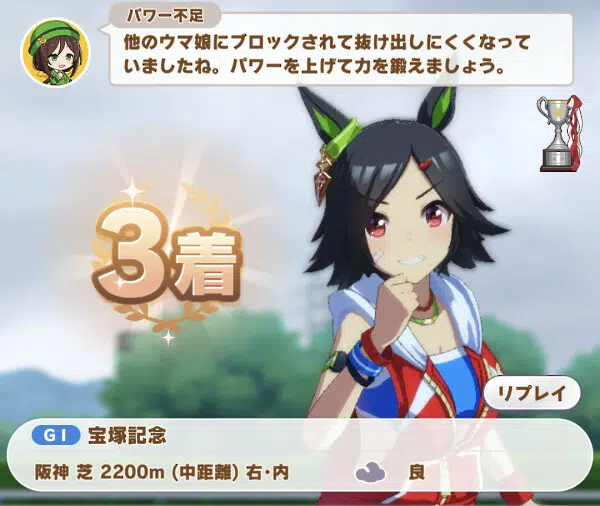 パワー不足
他のウマ娘にブロックされて抜け出しにくくなって
いましたね。パワーを上げて力を鍛えましょう。
3着
リプレイ
GⅠ 宝塚記念
阪神 芝 2200m (中距離) 右・内 良